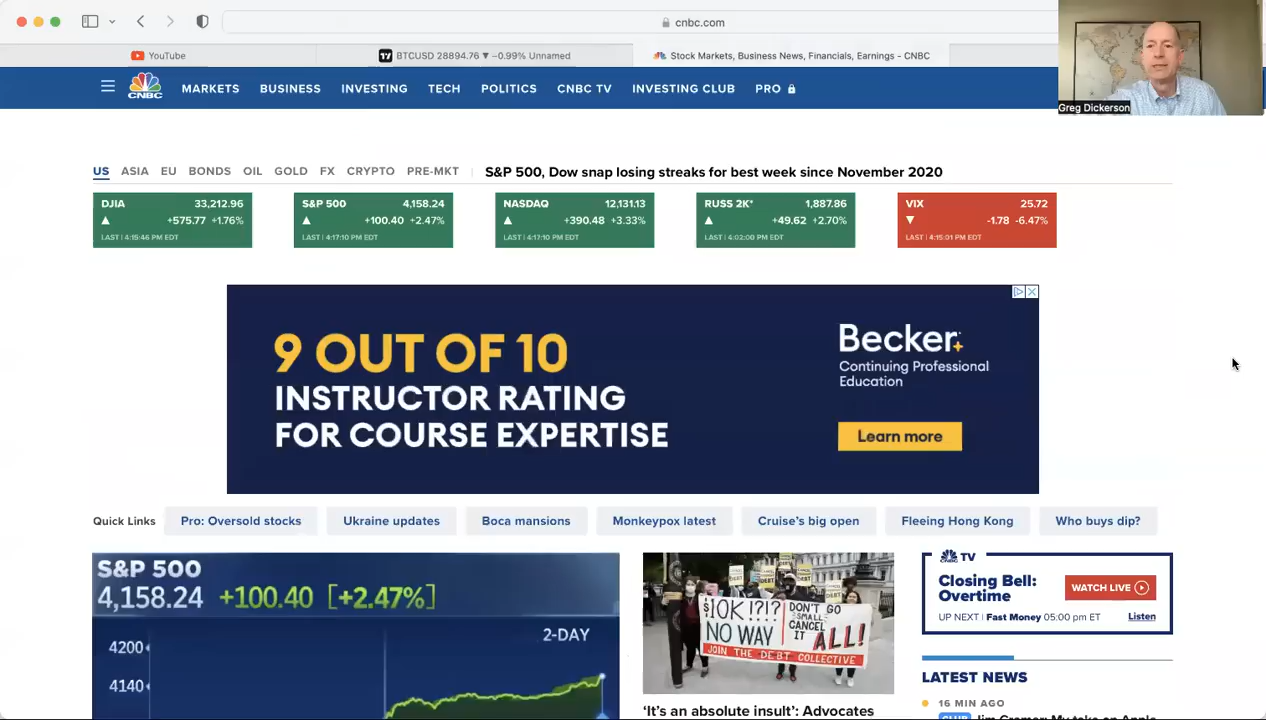 cnbc.com
YouTube
BTCUSD 28894.76 ▼ −0.99% Unnamed
Stock Markets, Business News, Financials, Earnings - CNBC
Greg Dickerson
CNBC
MARKETS BUSINESS INVESTING TECH POLITICS CNBC TV INVESTING CLUB PRO
US ASIA EU BONDS OIL GOLD FX CRYPTO PRE-MKT
S&P 500, Dow snap losing streaks for best week since November 2020
DJIA 33,212.96
+575.77 +1.76%
LAST | 4:15:46 PM EDT
S&P 500 4,158.24
+100.40 +2.47%
LAST | 4:17:10 PM EDT
NASDAQ 12,131.13
+390.48 +3.33%
LAST | 4:17:10 PM EDT
RUSS 2K* 1,887.86
+49.62 +2.70%
LAST | 4:02:00 PM EDT
VIX 25.72
-1.78 -6.47%
LAST | 4:15:01 PM EDT
9 OUT OF 10
INSTRUCTOR RATING
FOR COURSE EXPERTISE
Becker
Continuing Professional
Education
Learn more
Quick Links
Pro: Oversold stocks
Ukraine updates
Boca mansions
Monkeypox latest
Cruise's big open
Fleeing Hong Kong
Who buys dip?
S&P 500
4,158.24 +100.40 [+2.47%]
2-DAY
4200
4140
$10K!?!?
NO WAY
DON'T GO
SMALL
CANCEL
IT ALL!
JOIN THE DEBT COLLECTIVE
'It's an absolute insult': Advocates
CNBC TV
Closing Bell:
Overtime
WATCH LIVE
UP NEXT | Fast Money 05:00 pm ET
Listen
LATEST NEWS
16 MIN AGO
CLUB Jim Cramer: My take on Apple